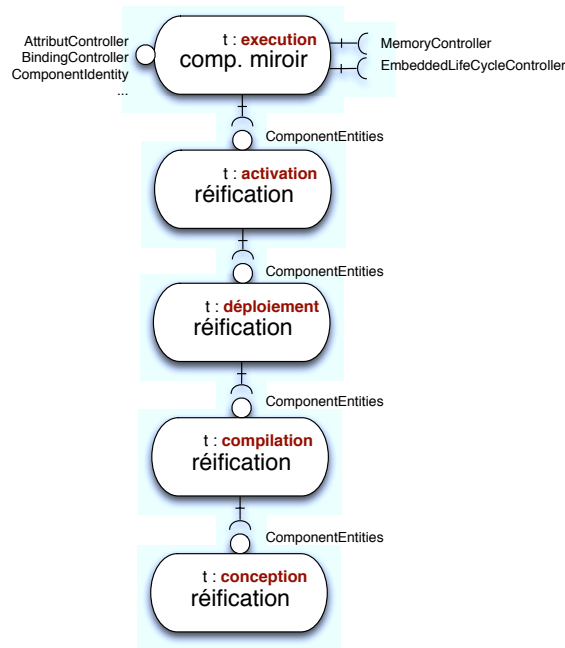 t : execution
comp. miroir
AttributController
BindingController
ComponentIdentity
...
MemoryController
EmbeddedLifeCycleController
ComponentEntities
t : activation
réification
ComponentEntities
t : déploiement
réification
ComponentEntities
t : compilation
réification
ComponentEntities
t : conception
réification